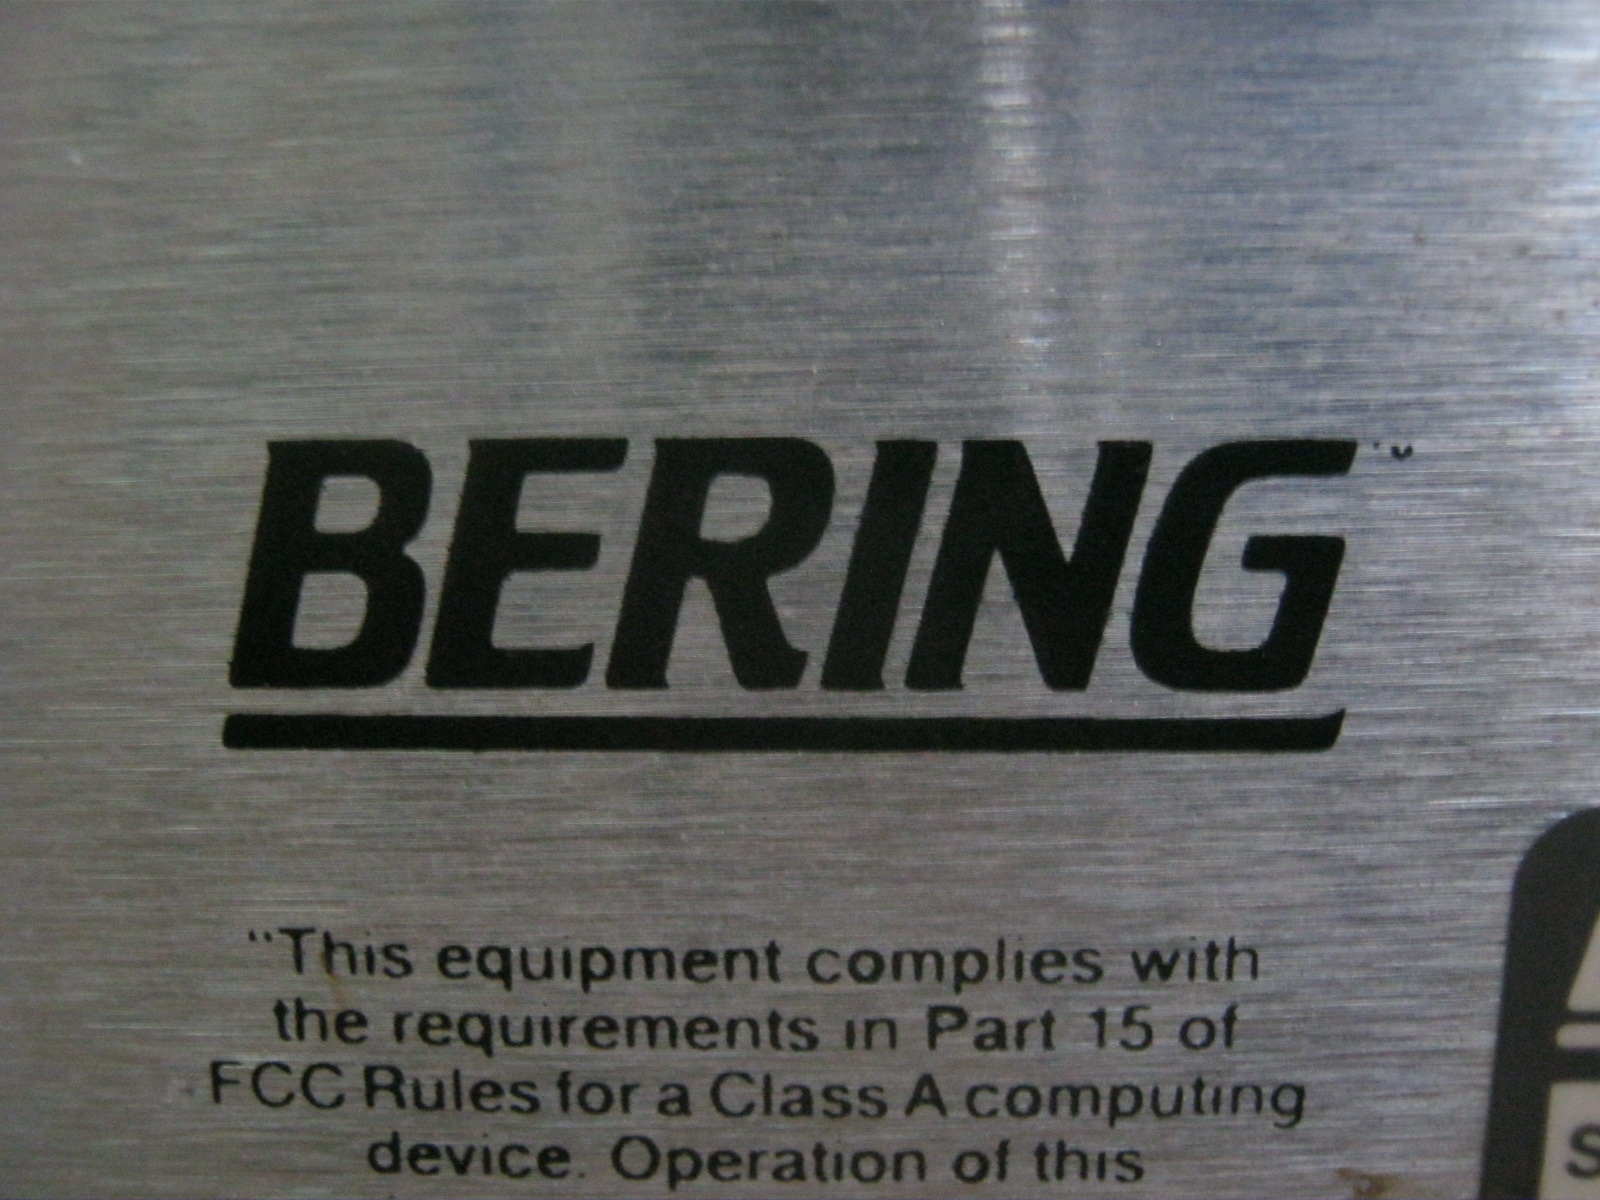 BERING
"This equipment complies with
the requirements in Part 15 of
FCC Rules for a Class A computing
device. Operation of this
S